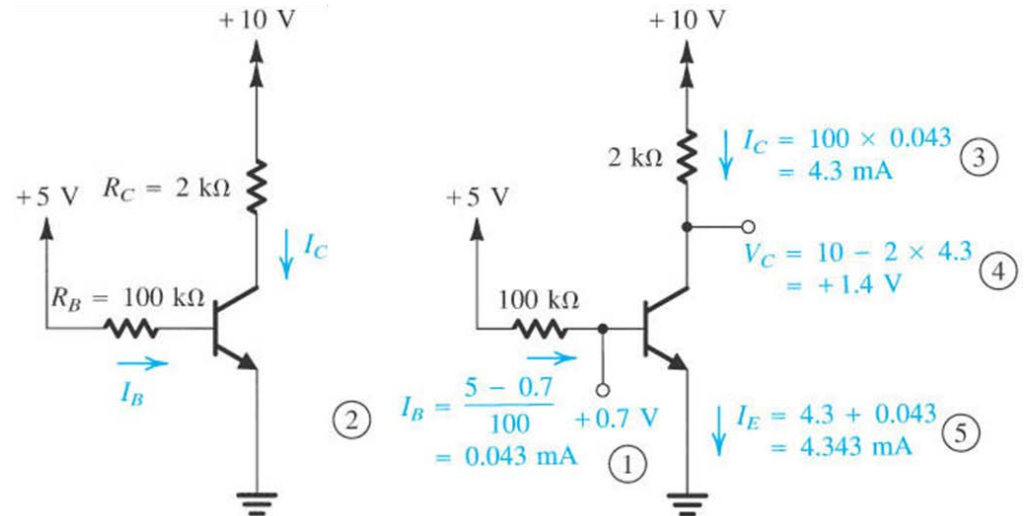 +10 V
R_C = 2 kΩ
+5 V
I_C
R_B = 100 kΩ
I_B
+10 V
2 kΩ
I_C = 100 × 0.043
= 4.3 mA
③
+5 V
V_C = 10 − 2 × 4.3
= +1.4 V
④
100 kΩ
② I_B = 5 − 0.7
100
= 0.043 mA
+0.7 V
①
I_E = 4.3 + 0.043
= 4.343 mA
⑤